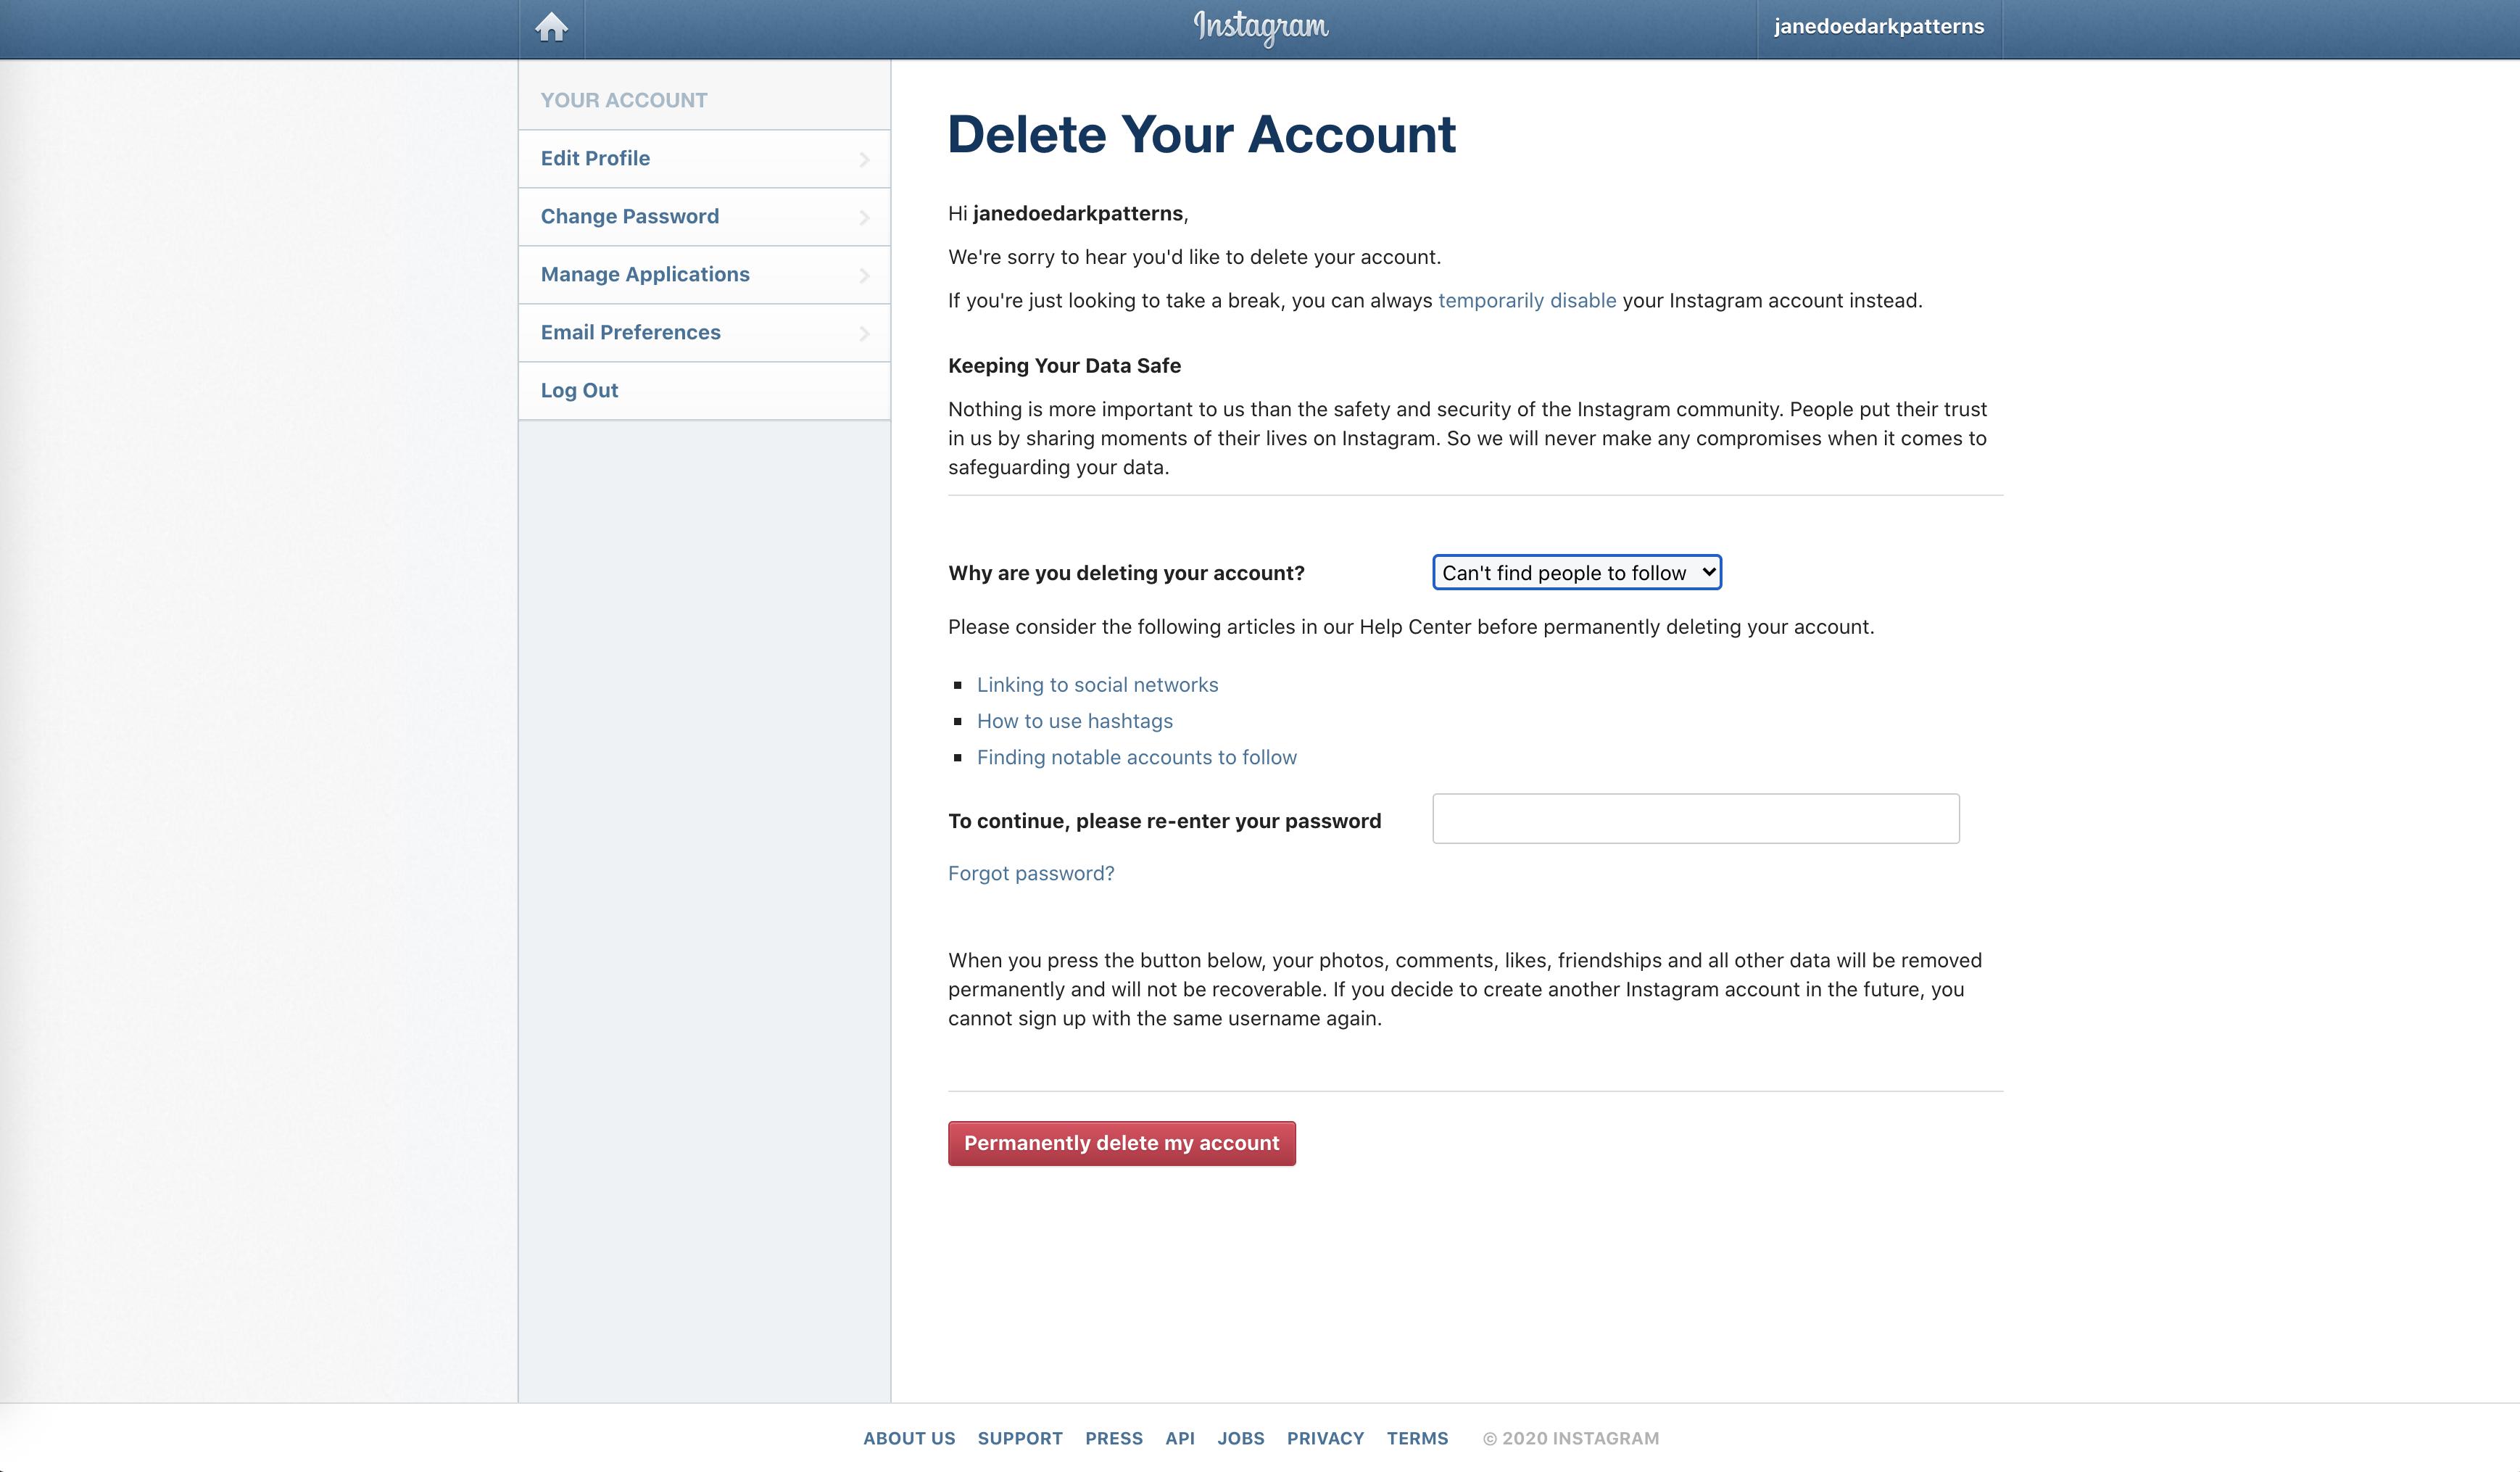 Instagram
janedoedarkpatterns
YOUR ACCOUNT
Edit Profile
Change Password
Manage Applications
Email Preferences
Log Out
Delete Your Account
Hi janedoedarkpatterns,
We're sorry to hear you'd like to delete your account.
If you're just looking to take a break, you can always temporarily disable your Instagram account instead.
Keeping Your Data Safe
Nothing is more important to us than the safety and security of the Instagram community. People put their trust
in us by sharing moments of their lives on Instagram. So we will never make any compromises when it comes to
safeguarding your data.
Why are you deleting your account? Can't find people to follow
Please consider the following articles in our Help Center before permanently deleting your account.
Linking to social networks
How to use hashtags
Finding notable accounts to follow
To continue, please re-enter your password
Forgot password?
When you press the button below, your photos, comments, likes, friendships and all other data will be removed
permanently and will not be recoverable. If you decide to create another Instagram account in the future, you
cannot sign up with the same username again.
Permanently delete my account
ABOUT US SUPPORT PRESS API JOBS PRIVACY TERMS © 2020 INSTAGRAM